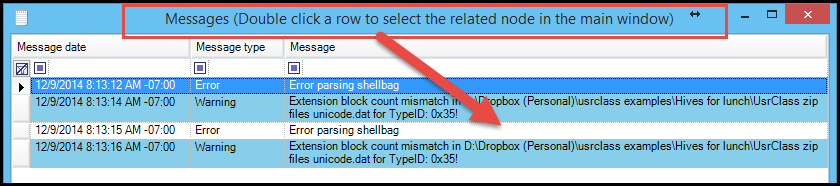 Messages (Double click a row to select the related node in the main window)
Message date Message type Message
12/9/2014 8:13:12 AM -07:00 Error Error parsing shellbag
12/9/2014 8:13:14 AM -07:00 Warning Extension block count mismatch in D:\Dropbox (Personal)\usrclass examples\Hives for lunch\UsrClass zip
files unicode.dat for TypeID: 0x35!
12/9/2014 8:13:15 AM -07:00 Error Error parsing shellbag
12/9/2014 8:13:16 AM -07:00 Warning Extension block count mismatch in D:\Dropbox (Personal)\usrclass examples\Hives for lunch\UsrClass zip
files unicode.dat for TypeID: 0x35!